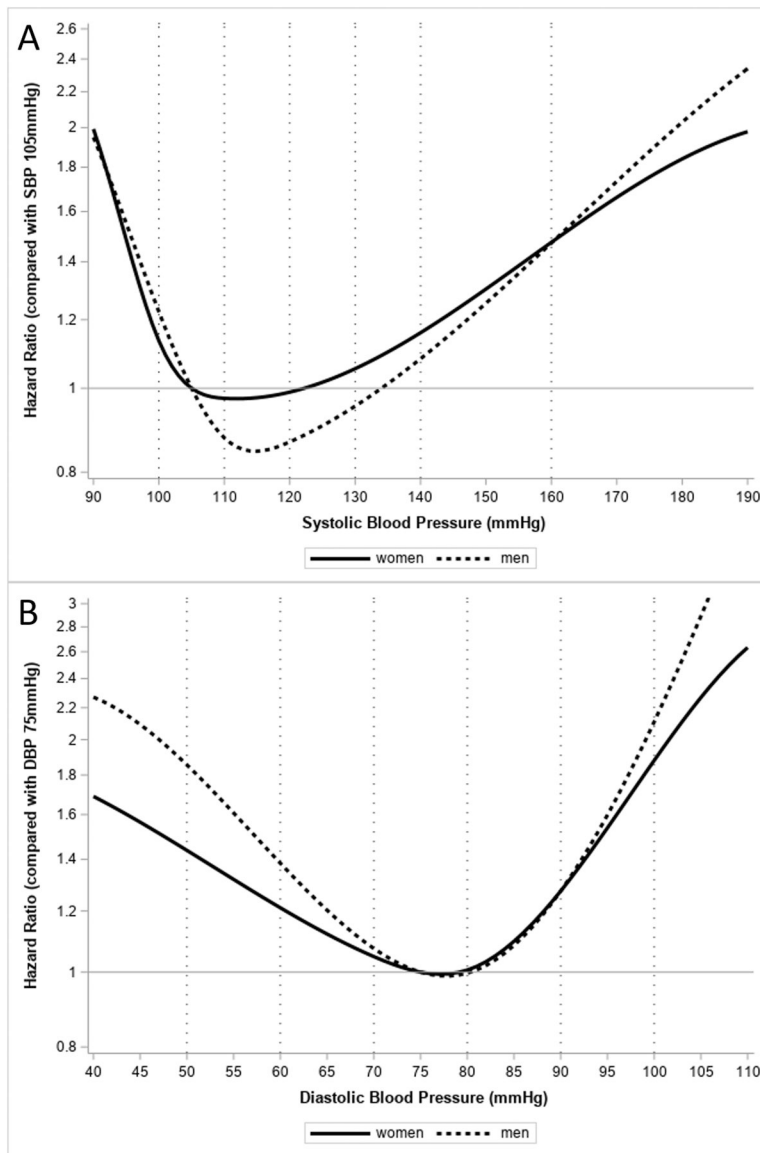 A
Hazard Ratio (compared with SBP 105mmHg)
2.6
2.4
2.2
2
1.8
1.6
1.4
1.2
1
0.8
90 100 110 120 130 140 150 160 170 180 190
Systolic Blood Pressure (mmHg)
women men
B
Hazard Ratio (compared with DBP 75mmHg)
3
2.8
2.6
2.4
2.2
2
1.8
1.6
1.4
1.2
1
0.8
40 45 50 55 60 65 70 75 80 85 90 95 100 105 110
Diastolic Blood Pressure (mmHg)
women men